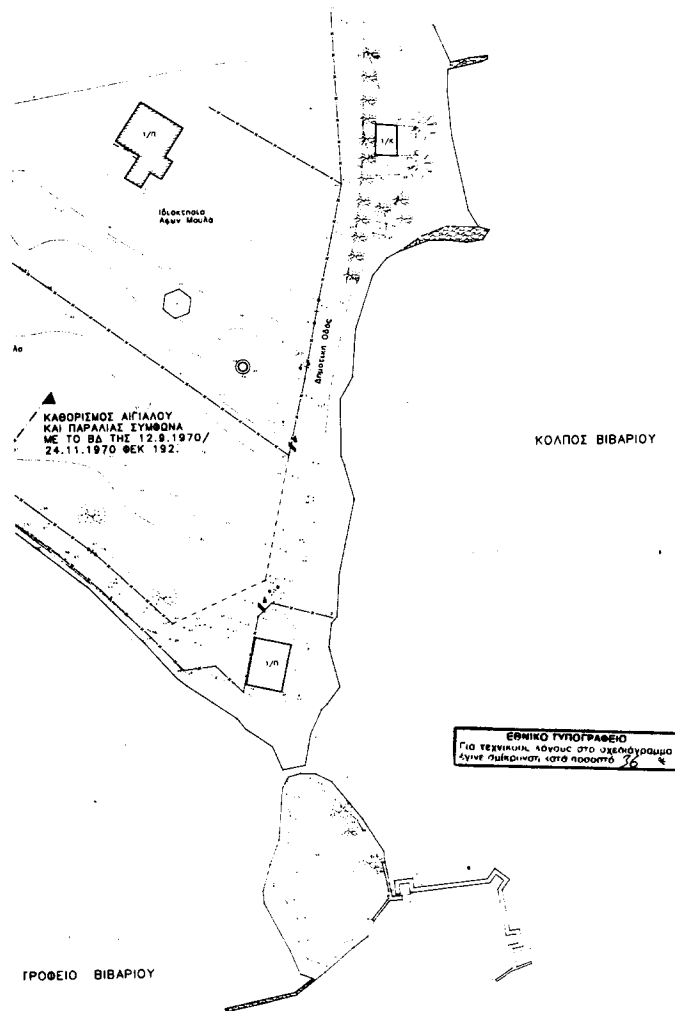 1/Π
1/Κ
Ιδιοκτησία
Αφων Μουλα
Δημοτική Οδός
λα
ΚΑΘΟΡΙΣΜΟΣ ΑΙΓΙΑΛΟΥ
ΚΑΙ ΠΑΡΑΛΙΑΣ ΣΥΜΦΩΝΑ
ΜΕ ΤΟ ΒΔ ΤΗΣ 12.9.1970/
24.11.1970 ΦΕΚ 192.
ΚΟΛΠΟΣ ΒΙΒΑΡΙΟΥ
1/Π
ΕΘΝΙΚΟ ΤΥΠΟΓΡΑΦΕΙΟ
Για τεχνικούς λόγους στο σχεδιάγραμμα
έγινε σμίκρυνση κατά ποσοστό 36 %
ΓΡΟΦΕΙΟ ΒΙΒΑΡΙΟΥ